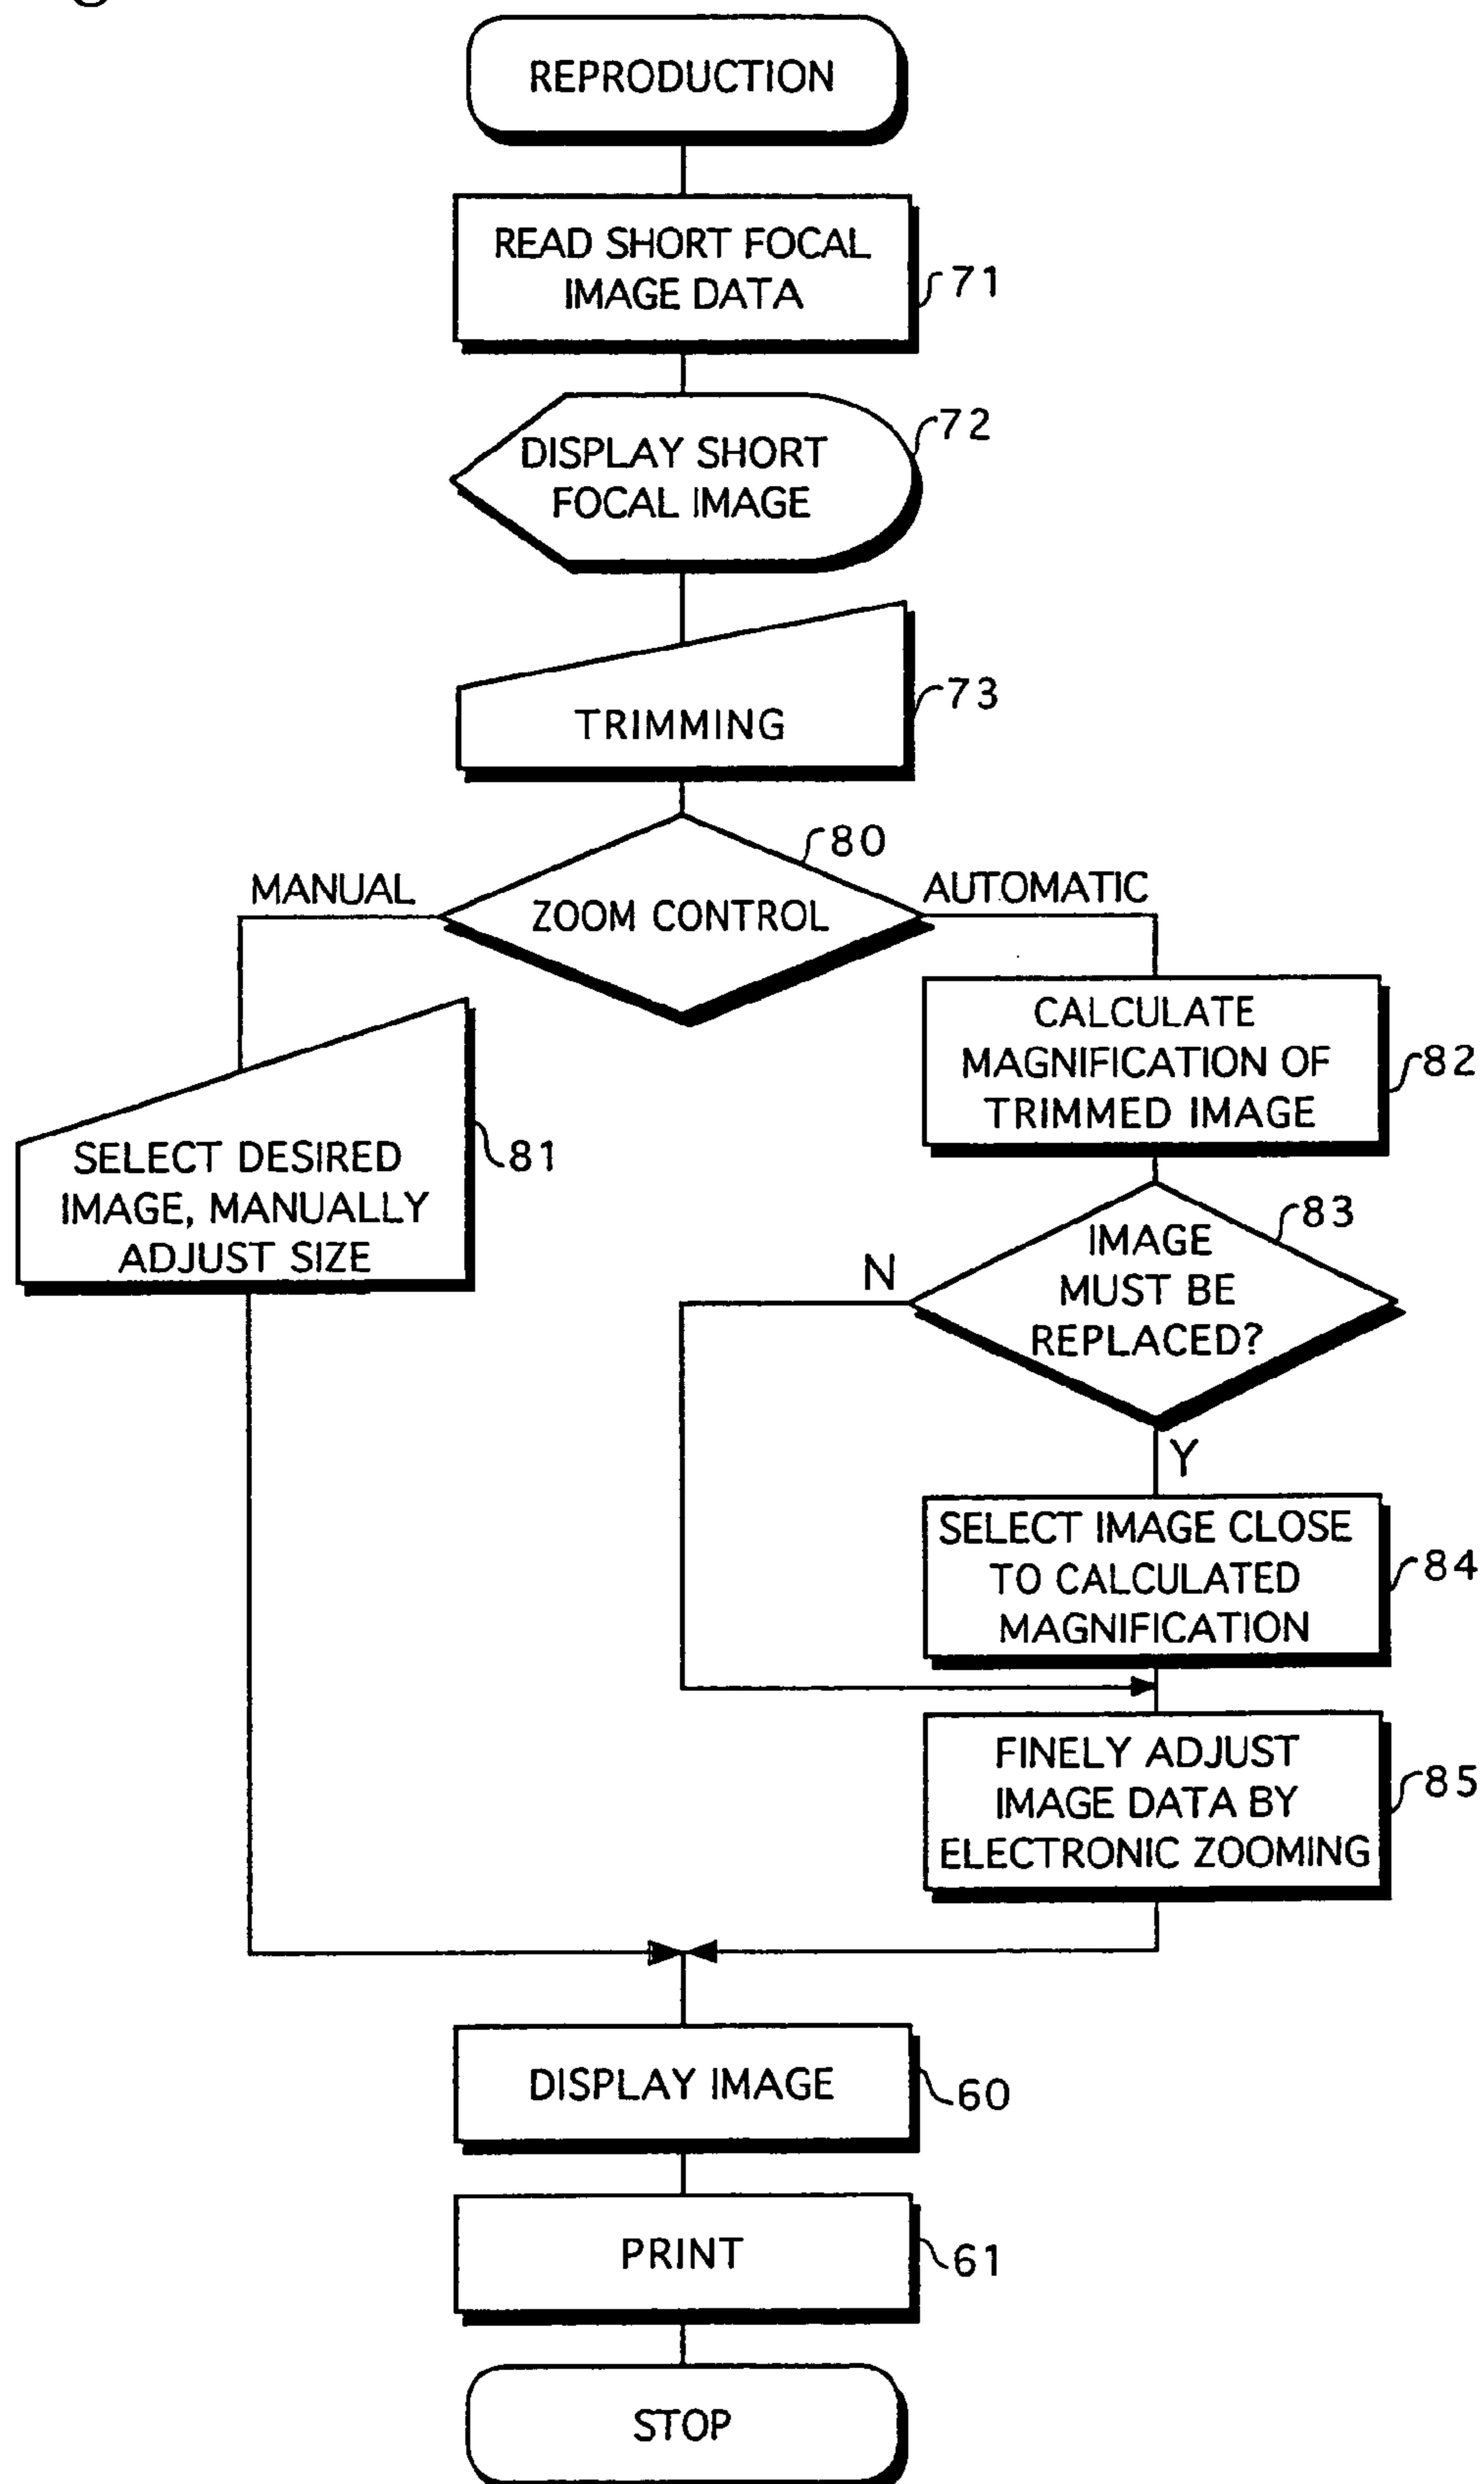 REPRODUCTION
READ SHORT FOCAL
IMAGE DATA
71
DISPLAY SHORT
FOCAL IMAGE
72
TRIMMING
73
ZOOM CONTROL
80
MANUAL
AUTOMATIC
SELECT DESIRED
IMAGE, MANUALLY
ADJUST SIZE
81
CALCULATE
MAGNIFICATION OF
TRIMMED IMAGE
82
IMAGE
MUST BE
REPLACED?
83
N
Y
SELECT IMAGE CLOSE
TO CALCULATED
MAGNIFICATION
84
FINELY ADJUST
IMAGE DATA BY
ELECTRONIC ZOOMING
85
DISPLAY IMAGE
60
PRINT
61
STOP